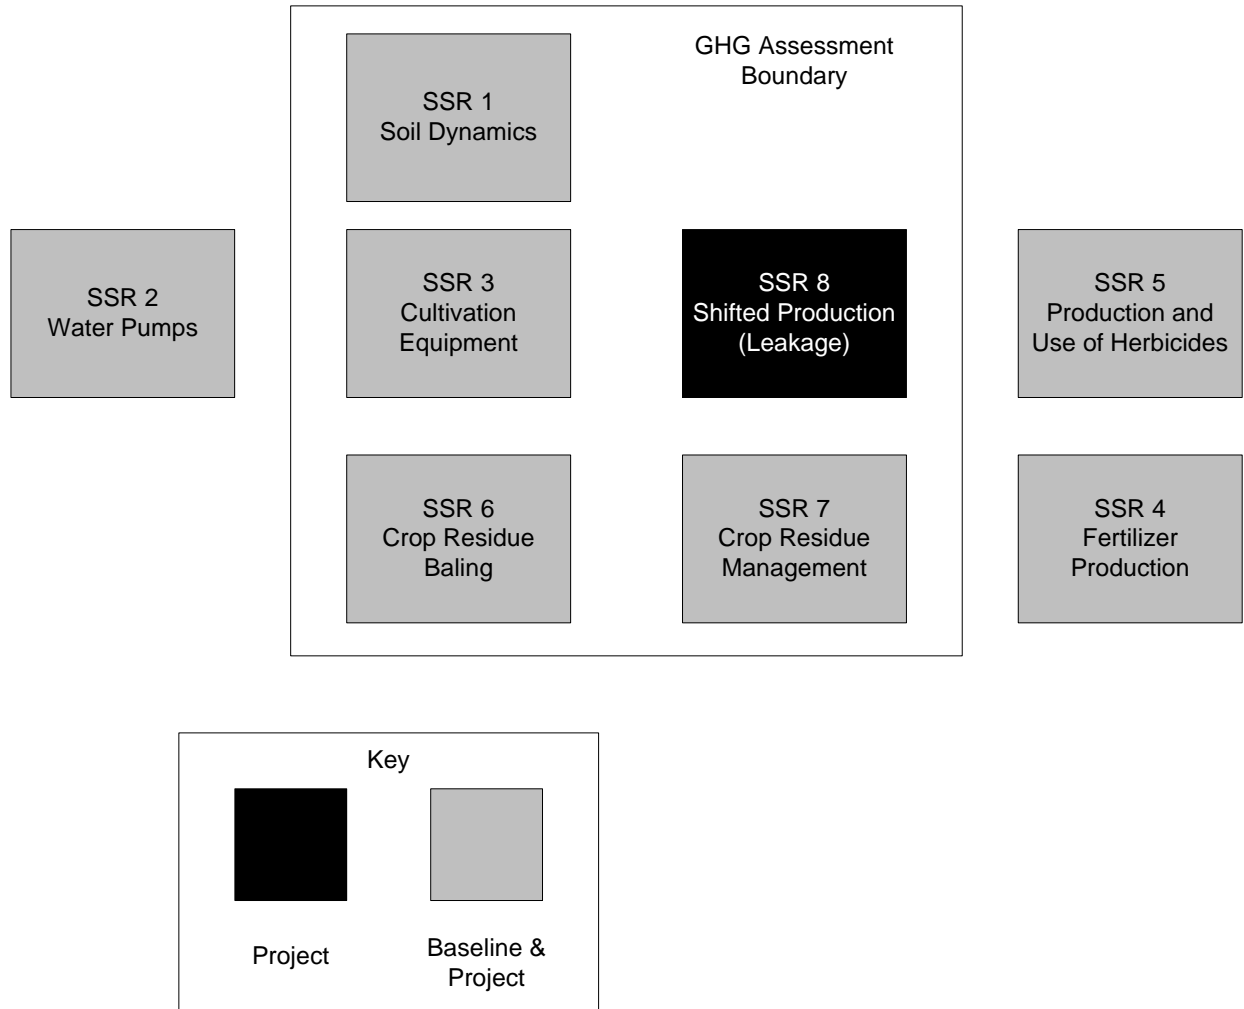 SSR 1
Soil Dynamics
GHG Assessment
Boundary
SSR 2
Water Pumps
SSR 3
Cultivation
Equipment
SSR 8
Shifted Production
(Leakage)
SSR 5
Production and
Use of Herbicides
SSR 6
Crop Residue
Baling
SSR 7
Crop Residue
Management
SSR 4
Fertilizer
Production
Key
Project
Baseline &
Project